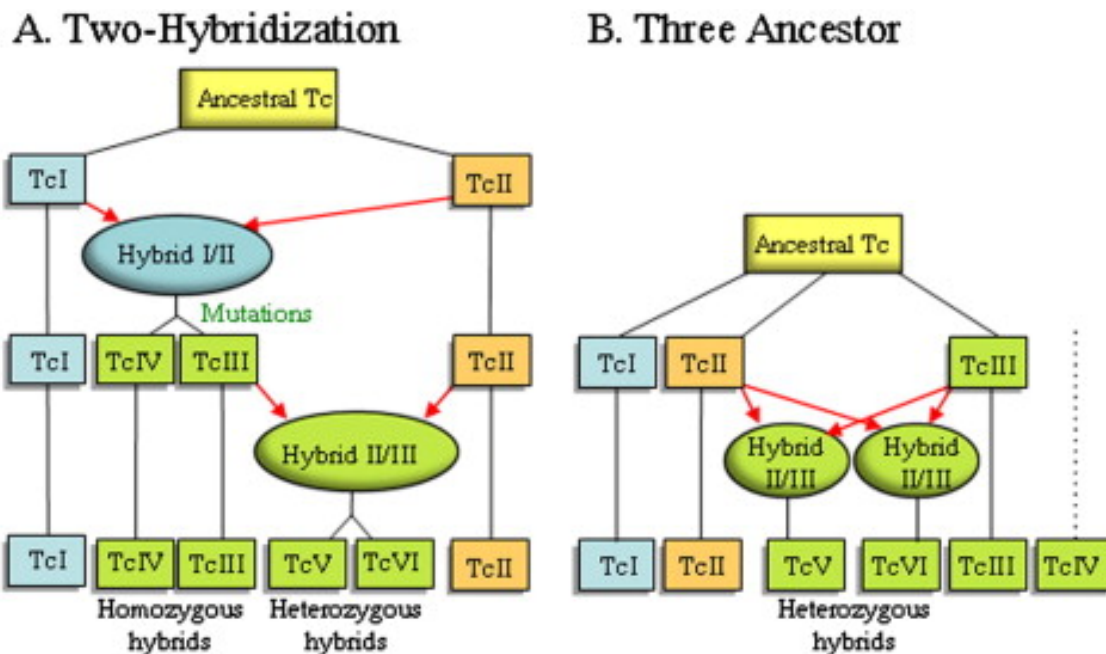 A. Two-Hybridization
Ancestral Tc
TcI
TcII
Hybrid I/II
Mutations
TcI
TcIV
TcIII
TcII
Hybrid II/III
TcI
TcIV
TcIII
TcV
TcVI
TcII
Homozygous
hybrids
Heterozygous
hybrids
B. Three Ancestor
Ancestral Tc
TcI
TcII
TcIII
Hybrid
II/III
Hybrid
II/III
TcI
TcII
TcV
TcVI
TcIII
TcIV
Heterozygous
hybrids